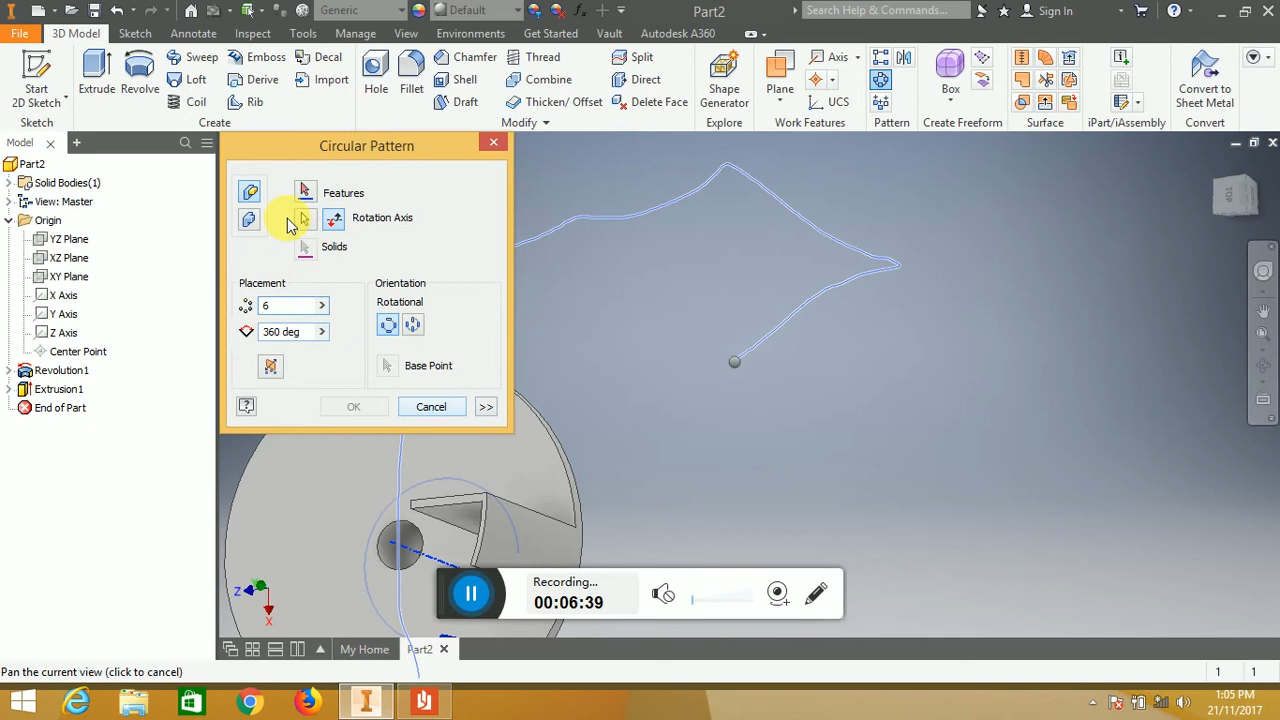 Generic
Default
Part2
Search Help & Commands...
Sign In
File
3D Model
Sketch
Annotate
Inspect
Tools
Manage
View
Environments
Get Started
Vault
Autodesk A360
Start
2D Sketch
Sketch
Extrude
Revolve
Sweep
Loft
Coil
Emboss
Derive
Rib
Decal
Import
Create
Hole
Fillet
Chamfer
Shell
Draft
Thread
Combine
Thicken/ Offset
Split
Direct
Delete Face
Modify
Shape
Generator
Explore
Plane
Axis
UCS
Work Features
Pattern
Box
Create Freeform
Surface
iPart/iAssembly
Convert to
Sheet Metal
Convert
Model
Part2
Solid Bodies(1)
View: Master
Origin
YZ Plane
XZ Plane
XY Plane
X Axis
Y Axis
Z Axis
Center Point
Revolution1
Extrusion1
End of Part
Circular Pattern
Features
Rotation Axis
Solids
Placement
6
360 deg
Orientation
Rotational
Base Point
OK
Cancel
>>
Z
X
Recording...
00:06:39
My Home
Part2
Pan the current view (click to cancel)
1
1
1:05 PM
21/11/2017